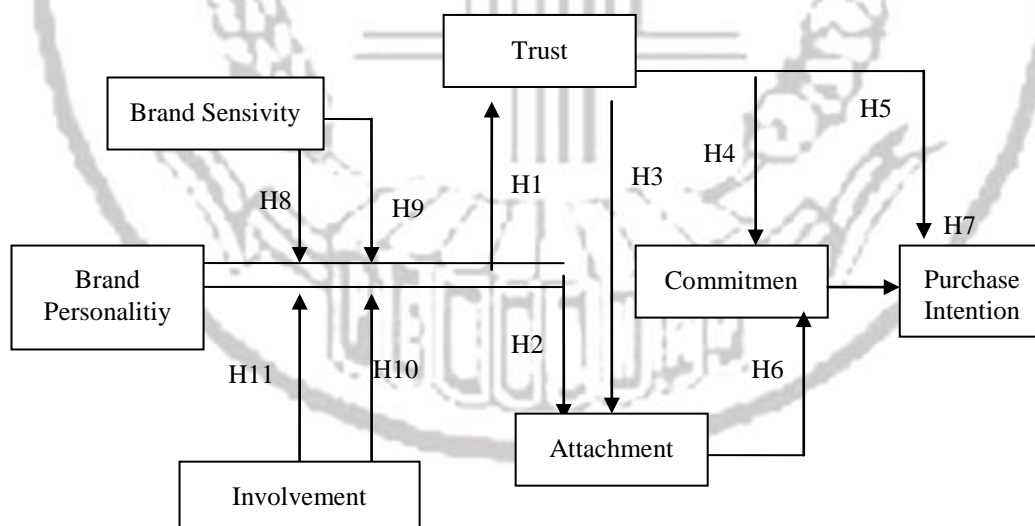 Trust
Brand Sensivity
H5
H4
H3
H1
H8
H9
H7
Brand
Personalitiy
Commitmen
Purchase
Intention
H2
H11
H10
H6
Attachment
Involvement